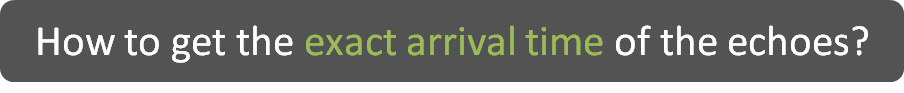 How to get the exact arrival time of the echoes?